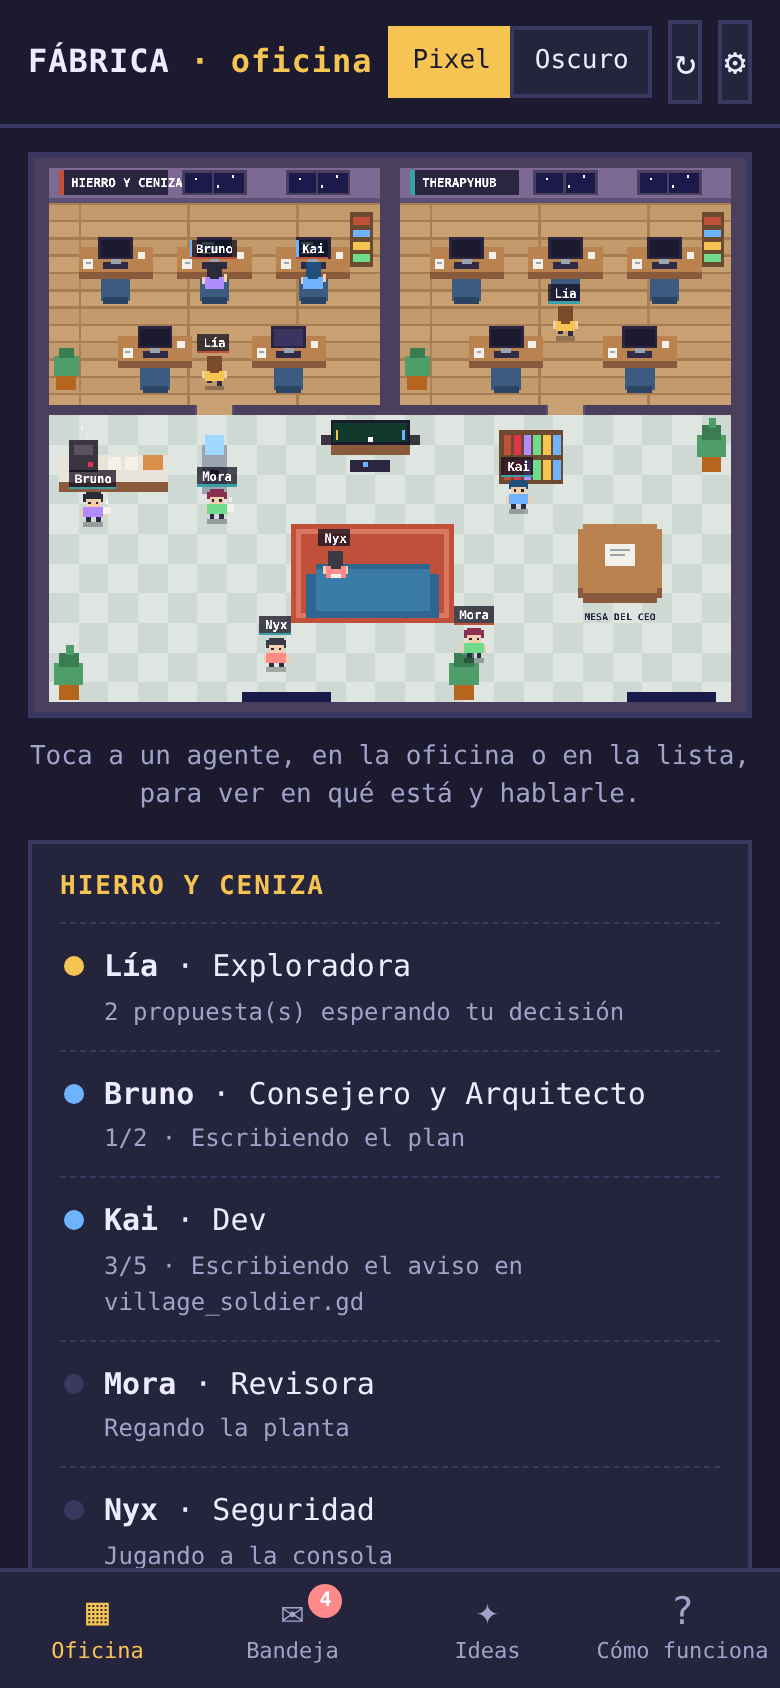 FÁBRICA · oficina
Pixel
Oscuro
HIERRO Y CENIZA
THERAPYHUB
Bruno
Kai
Lía
Lía
Bruno
Mora
Kai
Nyx
Nyx
Mora
MESA DEL CEO
Toca a un agente, en la oficina o en la lista,
para ver en qué está y hablarle.
HIERRO Y CENIZA
Lía · Exploradora
2 propuesta(s) esperando tu decisión
Bruno · Consejero y Arquitecto
1/2 · Escribiendo el plan
Kai · Dev
3/5 · Escribiendo el aviso en
village_soldier.gd
Mora · Revisora
Regando la planta
Nyx · Seguridad
Jugando a la consola
4
Oficina
Bandeja
Ideas
?
Cómo funciona